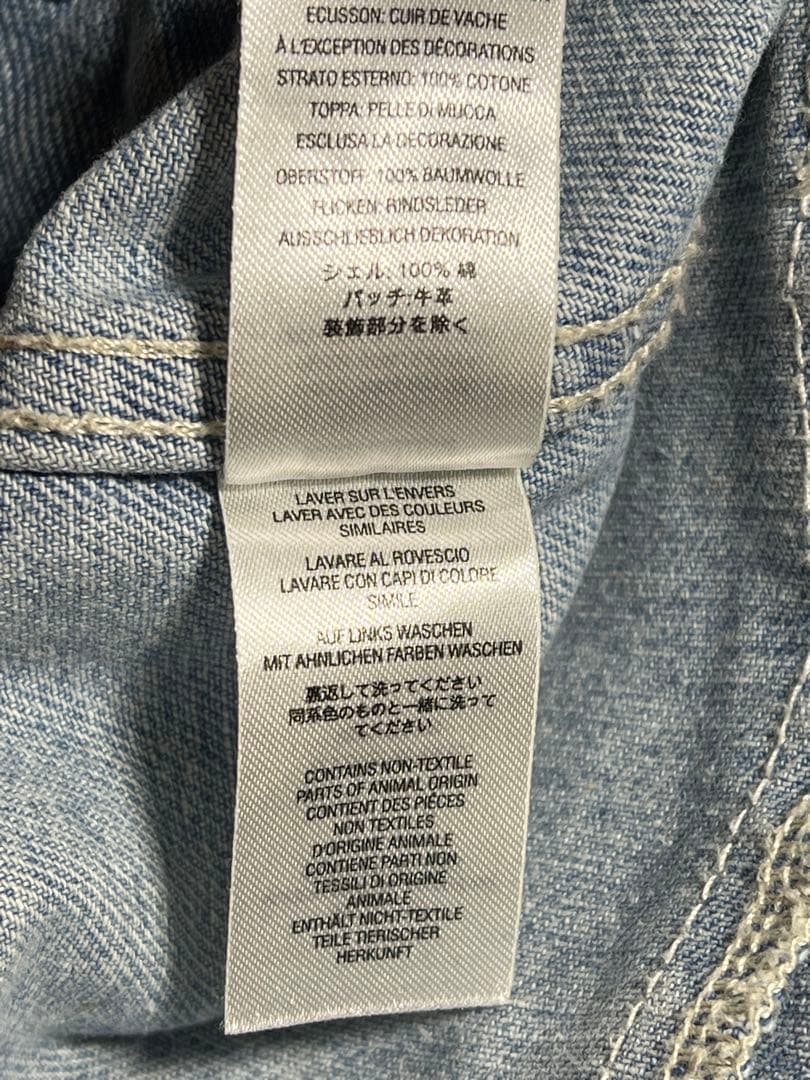 ECUSSON: CUIR DE VACHE
À L'EXCEPTION DES DÉCORATIONS
STRATO ESTERNO: 100% COTONE
TOPPA: PELLE DI MUCCA
ESCLUSA LA DECORAZIONE
OBERSTOFF: 100% BAUMWOLLE
FLICKEN: RINDSLEDER
AUSSCHLIEBLICH DEKORATION
シェル: 100% 綿
パッチ:牛革
装飾部分を除く
LAVER SUR L'ENVERS
LAVER AVEC DES COULEURS
SIMILAIRES
LAVARE AL ROVESCIO
LAVARE CON CAPI DI COLORE
SIMILE
AUF LINKS WASCHEN
MIT AHNLICHEN FARBEN WASCHEN
裏返して洗ってください
同系色のものと一緒に洗って
てください
CONTAINS NON-TEXTILE
PARTS OF ANIMAL ORIGIN
CONTIENT DES PIÈCES
NON TEXTILES
D'ORIGINE ANIMALE
CONTIENE PARTI NON
TESSILI DI ORIGINE
ANIMALE
ENTHÄLT NICHT-TEXTILE
TEILE TIERISCHER
HERKUNFT